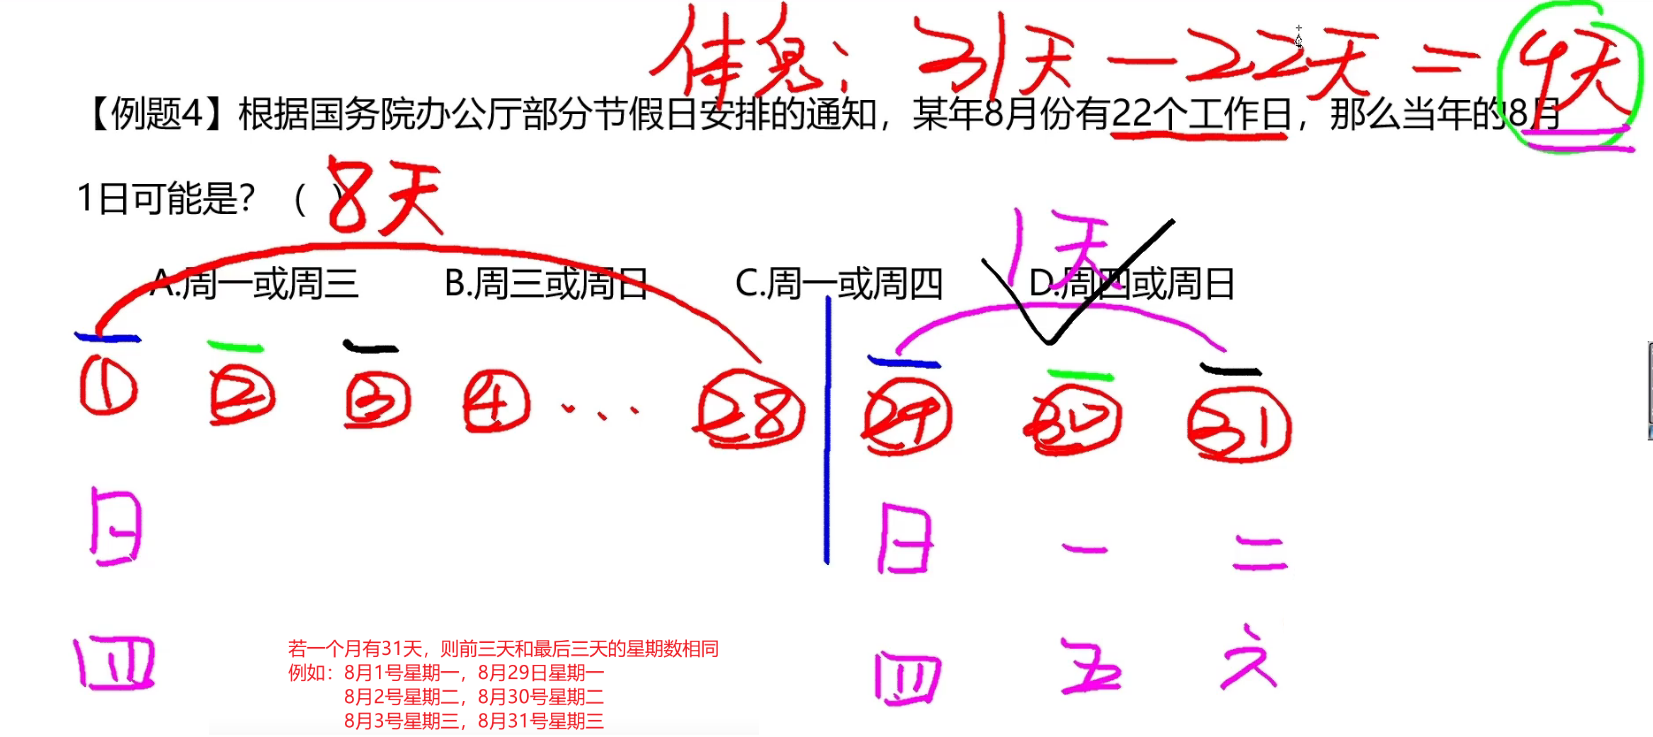 休息：31天－22天＝9天
【例题4】根据国务院办公厅部分节假日安排的通知，某年8月份有22个工作日，那么当年的8月
1日可能是？（ ）
8天
1天
A.周一或周三 B.周三或周日 C.周一或周四 D.周四或周日
① ② ③ ④ ... ㉘ ㉙ ㉚ ㉛
日 日 一 二
四 四 五 六
若一个月有31天，则前三天和最后三天的星期数相同
例如：8月1号星期一，8月29日星期一
8月2号星期二，8月30号星期二
8月3号星期三，8月31号星期三